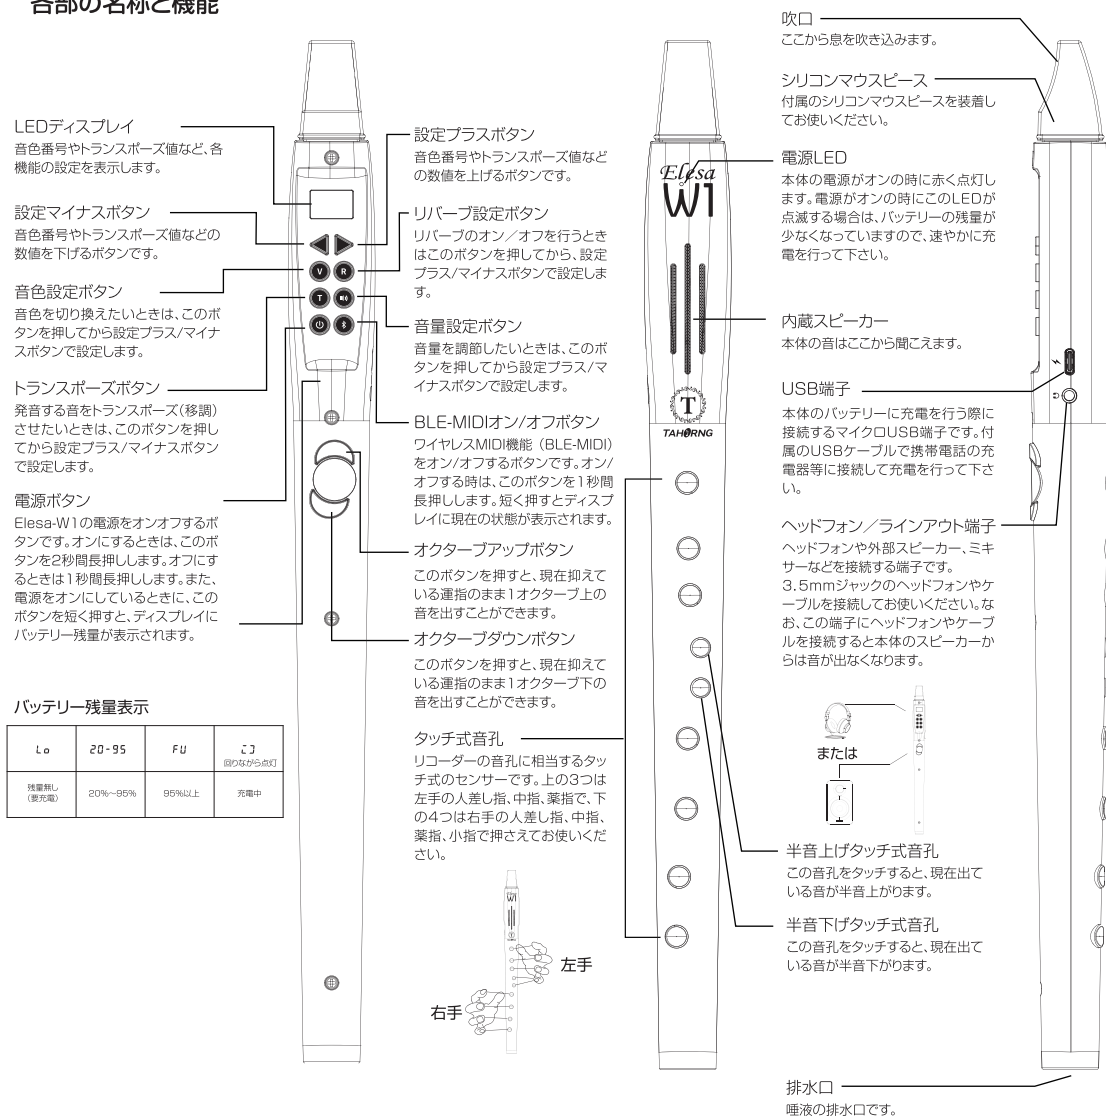 各部の名称と機能
LEDディスプレイ
音色番号やトランスポーズ値など、各
機能の設定を表示します。
設定マイナスボタン
音色番号やトランスポーズ値などの
数値を下げるボタンです。
音色設定ボタン
音色を切り換えたいときは、このボ
タンを押してから設定プラス/マイナ
スボタンで設定します。
トランスポーズボタン
発音する音をトランスポーズ（移調）
させたいときは、このボタンを押し
てから設定プラス/マイナスボタン
で設定します。
電源ボタン
Elesa-W1の電源をオンオフするボ
タンです。オンにするときは、このボ
タンを2秒間長押しします。オフにす
るときは1秒間長押しします。また、
電源をオンにしているときに、この
ボタンを短く押すと、ディスプレイに
バッテリー残量が表示されます。
バッテリー残量表示
Lo 20-95 FU
回りながら点灯
残量無し
（要充電）
20%～95% 95%以上 充電中
V R
T
設定プラスボタン
音色番号やトランスポーズ値など
の数値を上げるボタンです。
リバーブ設定ボタン
リバーブのオン／オフを行うとき
はこのボタンを押してから、設定
プラス/マイナスボタンで設定しま
す。
音量設定ボタン
音量を調節したいときは、このボ
タンを押してから設定プラス/マ
イナスボタンで設定します。
BLE-MIDIオン/オフボタン
ワイヤレスMIDI機能（BLE-MIDI）
をオン/オフするボタンです。オン/
オフする時は、このボタンを1秒間
長押しします。短く押すとディスプ
レイに現在の状態が表示されます。
オクターブアップボタン
このボタンを押すと、現在抑えて
いる運指のまま1オクターブ上の
音を出すことができます。
オクターブダウンボタン
このボタンを押すと、現在抑えて
いる運指のまま1オクターブ下の
音を出すことができます。
タッチ式音孔
リコーダーの音孔に相当するタッ
チ式のセンサーです。上の3つは
左手の人差し指、中指、薬指で、下
の4つは右手の人差し指、中指、
薬指、小指で押さえてお使いくだ
さい。
W1
左手
右手
Elesa
W1
T
TAHORNG
吹口
ここから息を吹き込みます。
シリコンマウスピース
付属のシリコンマウスピースを装着し
てお使いください。
電源LED
本体の電源がオンの時に赤く点灯し
ます。電源がオンの時にこのLEDが
点滅する場合は、バッテリーの残量が
少なくなっていますので、速やかに充
電を行って下さい。
内蔵スピーカー
本体の音はここから聞こえます。
USB端子
本体のバッテリーに充電を行う際に
接続するマイクロUSB端子です。付
属のUSBケーブルで携帯電話の充
電器等に接続して充電を行って下さ
い。
ヘッドフォン／ラインアウト端子
ヘッドフォンや外部スピーカー、ミキ
サーなどを接続する端子です。
3.5mmジャックのヘッドフォンやケ
ーブルを接続してお使いください。な
お、この端子にヘッドフォンやケーブ
ルを接続すると本体のスピーカーか
らは音が出なくなります。
または
半音上げタッチ式音孔
この音孔をタッチすると、現在出て
いる音が半音上がります。
半音下げタッチ式音孔
この音孔をタッチすると、現在出て
いる音が半音下がります。
排水口
唾液の排水口です。